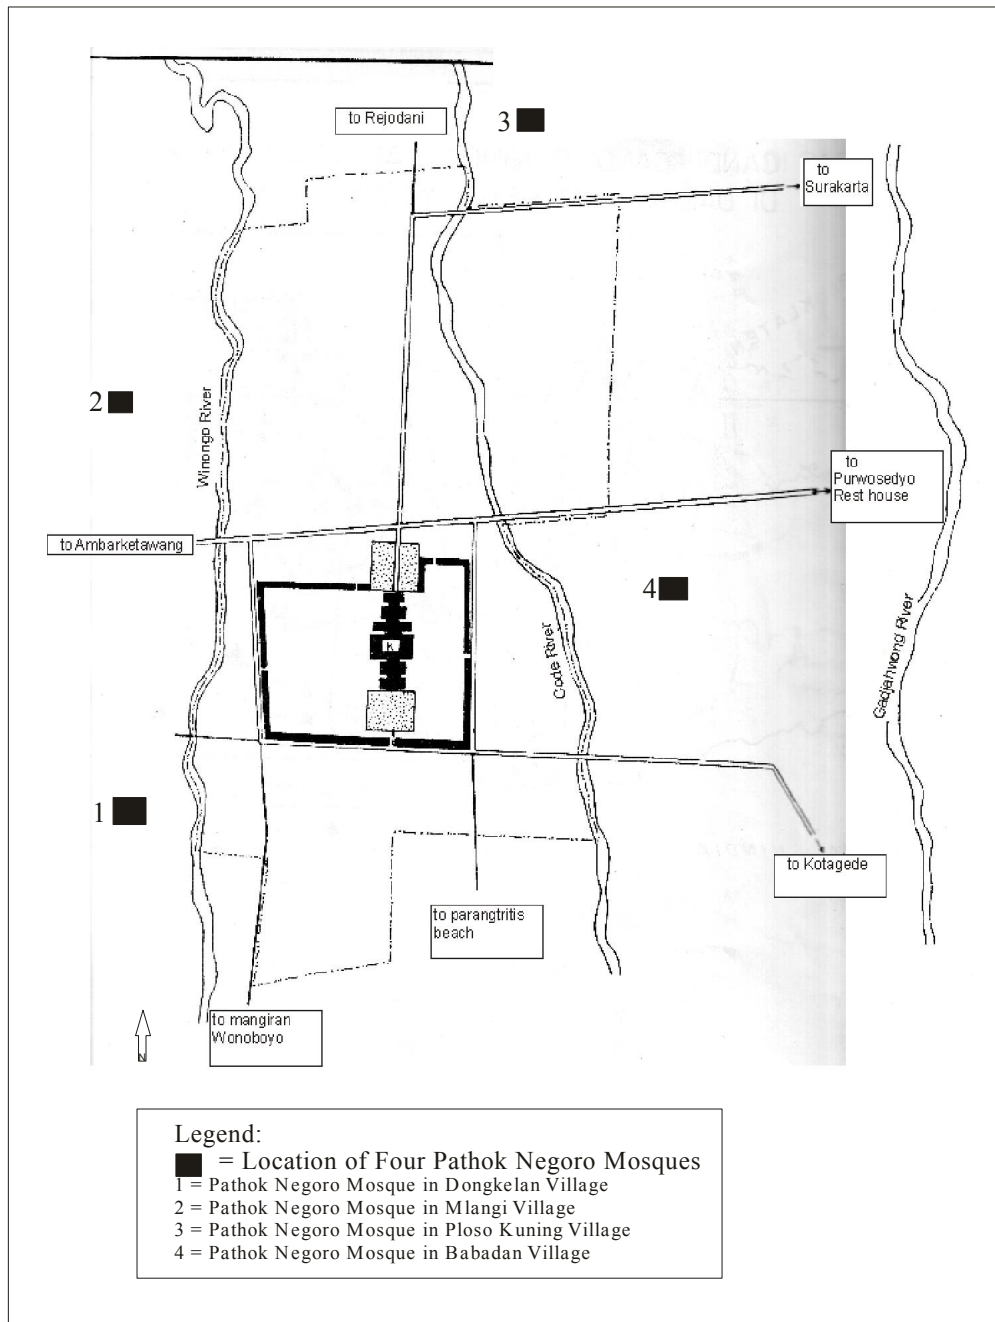 to Rejodani
3
to
Surakarta
2
Winongo River
to
Purwosedyo
Rest house
to Ambarketawang
4
k
Code River
Gadjahwong River
1
to Kotagede
to parangtritis
beach
to mangiran
Wonoboyo
N
Legend:
= Location of Four Pathok Negoro Mosques
1 = Pathok Negoro Mosque in Dongkelan Village
2 = Pathok Negoro Mosque in Mlangi Village
3 = Pathok Negoro Mosque in Ploso Kuning Village
4 = Pathok Negoro Mosque in Babadan Village